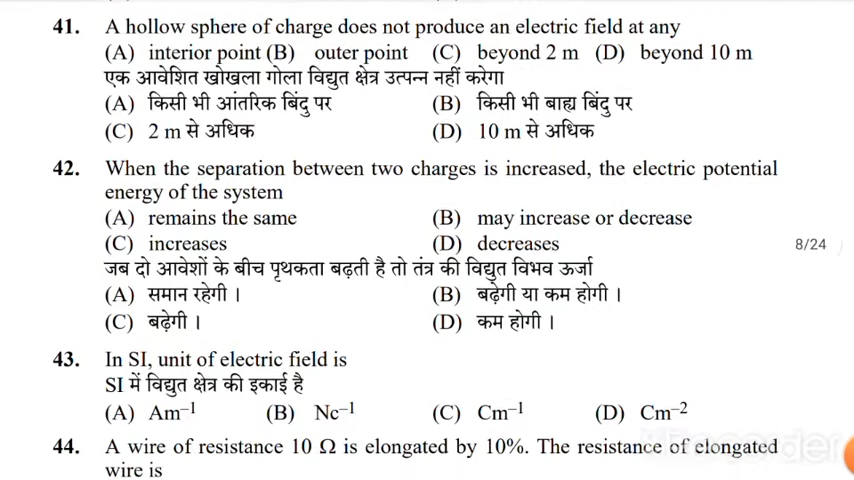 41. A hollow sphere of charge does not produce an electric field at any
(A) interior point (B) outer point (C) beyond 2 m (D) beyond 10 m
एक आवेशित खोखला गोला विद्युत क्षेत्र उत्पन्न नहीं करेगा
(A) किसी भी आंतरिक बिंदु पर (B) किसी भी बाह्य बिंदु पर
(C) 2 m से अधिक (D) 10 m से अधिक
42. When the separation between two charges is increased, the electric potential
energy of the system
(A) remains the same (B) may increase or decrease
(C) increases (D) decreases 8/24
जब दो आवेशों के बीच पृथकता बढ़ती है तो तंत्र की विद्युत विभव ऊर्जा
(A) समान रहेगी । (B) बढ़ेगी या कम होगी ।
(C) बढ़ेगी । (D) कम होगी ।
43. In SI, unit of electric field is
SI में विद्युत क्षेत्र की इकाई है
(A) Am⁻¹ (B) Nc⁻¹ (C) Cm⁻¹ (D) Cm⁻²
44. A wire of resistance 10 Ω is elongated by 10%. The resistance of elongated
wire is